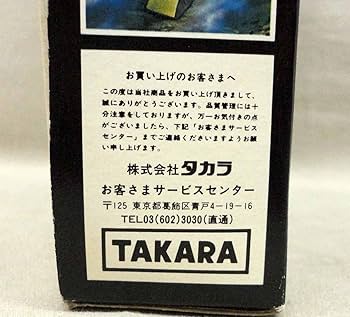 お買い上げのお客さまへ
この度は当社商品をお買い上げ頂きまして、
誠にありがとうございます。品質管理には十
分注意をしておりますが、万一お気付きの点
がございましたら、下記「お客さまサービス
センター」までご連絡くださいますようお願
い申し上げます。
株式会社タカラ
お客さまサービスセンター
〒125 東京都葛飾区青戸4-19-16
TEL03(602)3030(直通)
TAKARA